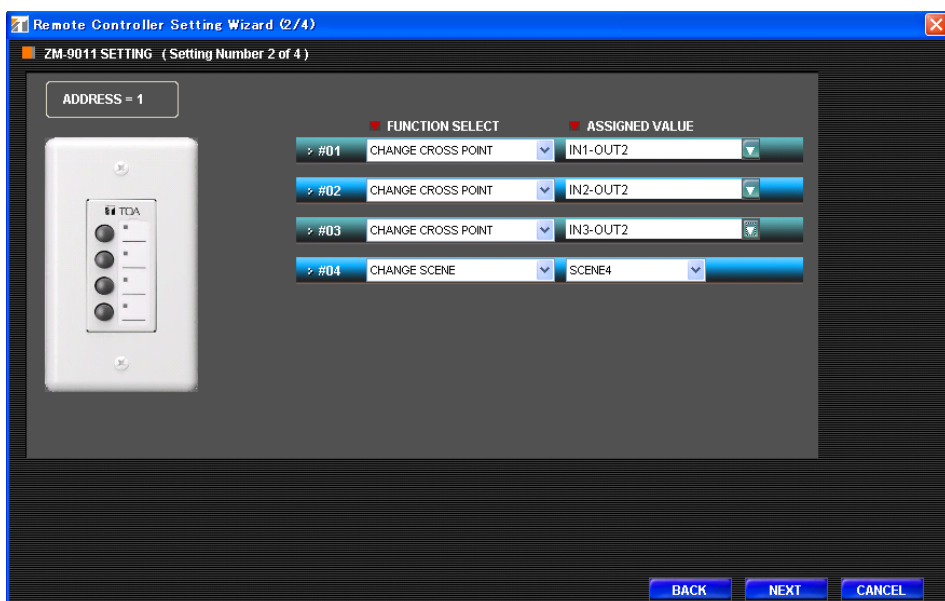 Remote Controller Setting Wizard (2/4)
ZM-9011 SETTING ( Setting Number 2 of 4 )
ADDRESS = 1
FUNCTION SELECT ASSIGNED VALUE
> #01 CHANGE CROSS POINT IN1-OUT2
> #02 CHANGE CROSS POINT IN2-OUT2
> #03 CHANGE CROSS POINT IN3-OUT2
> #04 CHANGE SCENE SCENE4
TOA
BACK NEXT CANCEL